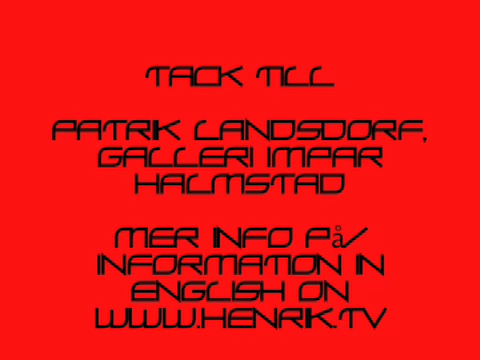 TACK TILL
PATRIK LANDSDORF,
GALLERI IMPAR
HALMSTAD
MER INFO På/
INFORMATION IN
ENGLISH ON
WWW.HENRIK.TV